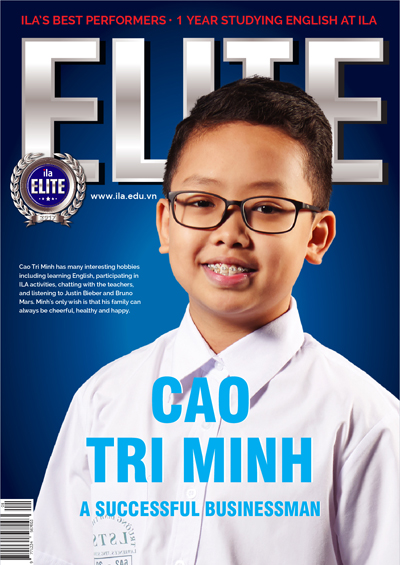 ILA'S BEST PERFORMERS • 1 YEAR STUDYING ENGLISH AT ILA
ELITE
ila
ELITE
2017
www.ila.edu.vn
Cao Tri Minh has many interesting hobbies
including learning English, participating in
ILA activities, chatting with the teachers,
and listening to Justin Bieber and Bruno
Mars. Minh's only wish is that his family can
always be cheerful, healthy and happy.
CAO
TRI MINH
A SUCCESSFUL BUSINESSMAN
LSTS